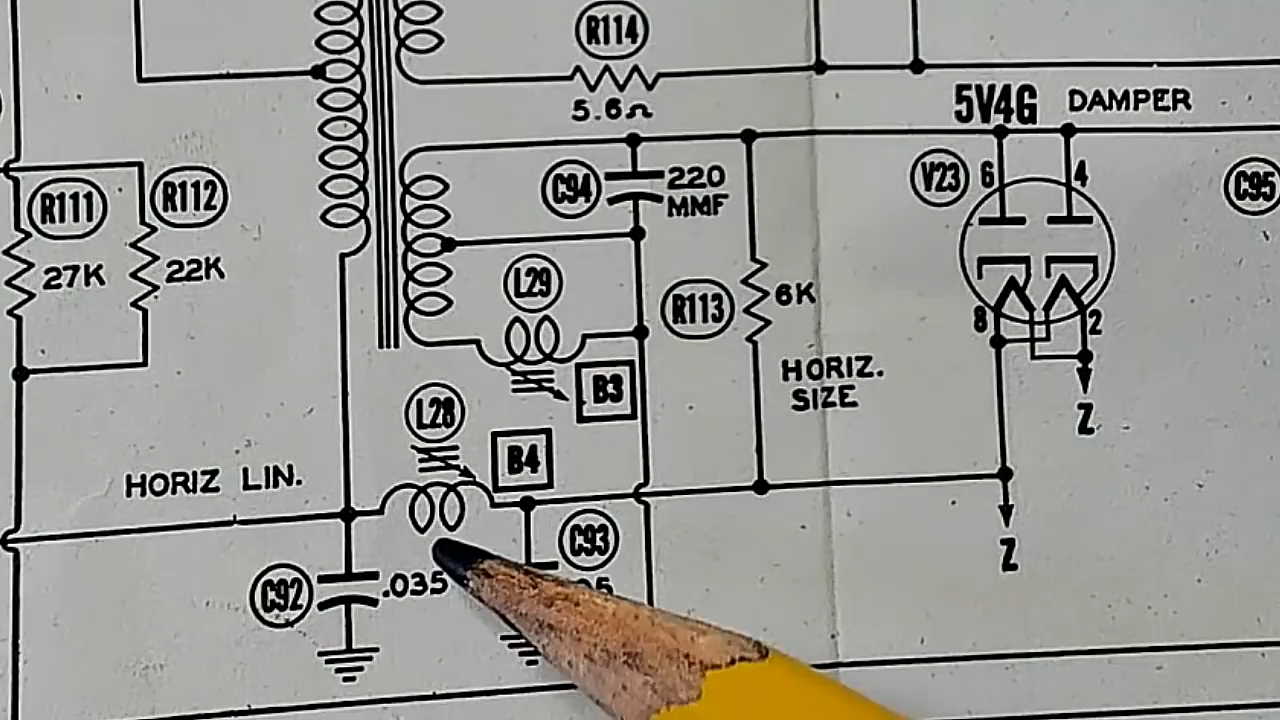 R114
5.6Ω
5V4G DAMPER
C94
220
MMF
V23
6
4
C95
R111
R112
27K
22K
L29
R113
6K
8
2
B3
HORIZ.
SIZE
L28
Z
B4
HORIZ LIN.
C93
Z
C92
.035